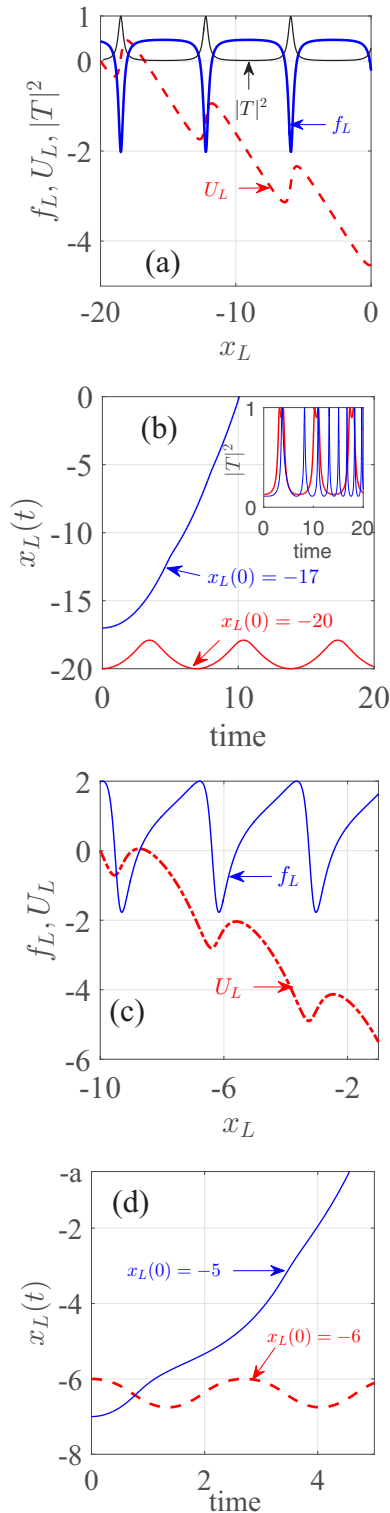 f_L, U_L, |T|^2
1
0
-2
-4
|T|^2
f_L
U_L
(a)
-20
-10
0
x_L
x_L(t)
0
-5
-10
-15
-20
(b)
|T|^2
1
0
0
10
20
time
x_L(0) = -17
x_L(0) = -20
0
10
20
time
f_L, U_L
2
0
-2
-4
-6
f_L
U_L
(c)
-10
-6
-2
x_L
x_L(t)
-a
-2
-4
-6
-8
(d)
x_L(0) = -5
x_L(0) = -6
0
2
4
time